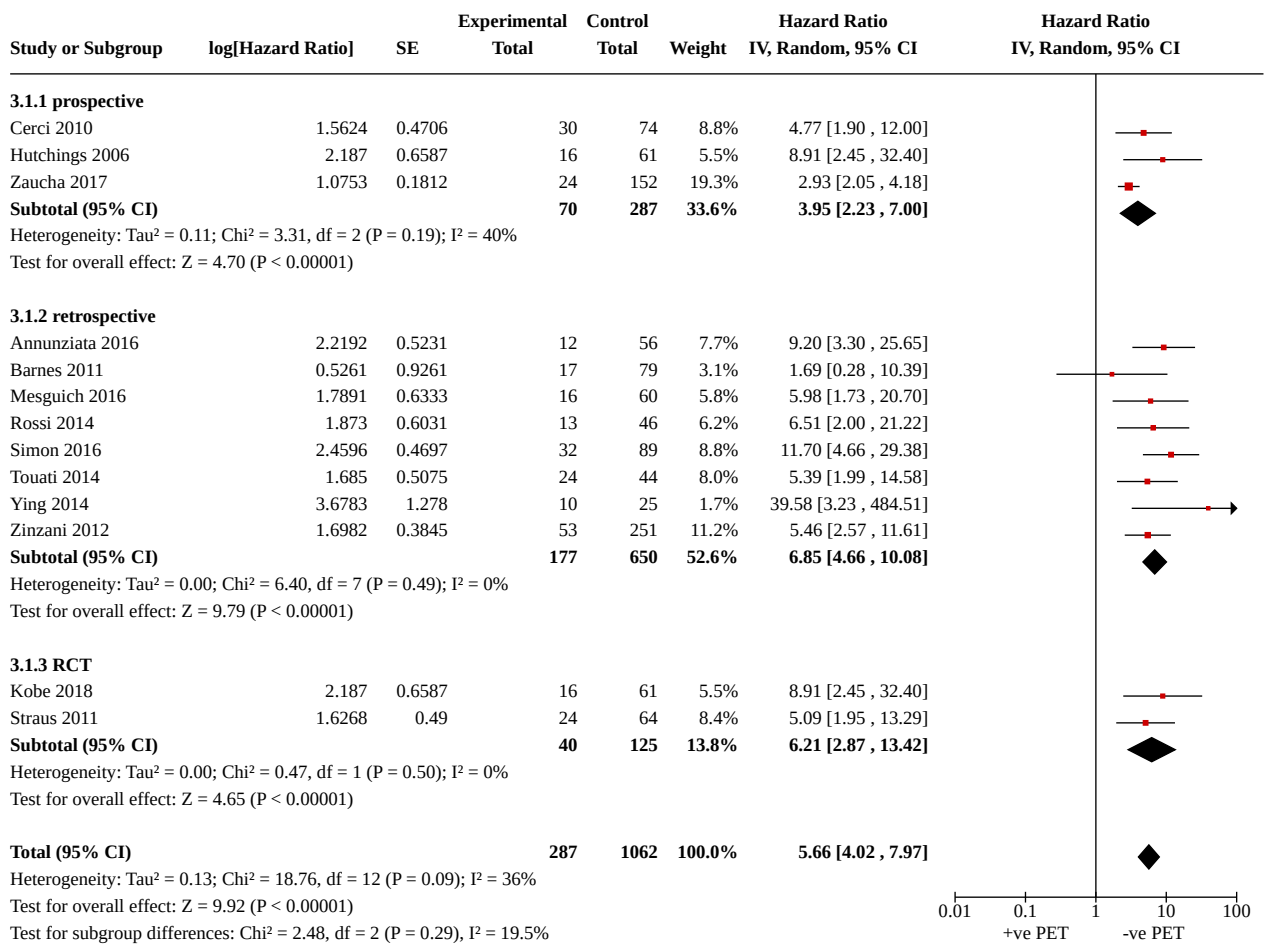 Experimental Control Hazard Ratio Hazard Ratio
Study or Subgroup log[Hazard Ratio] SE Total Total Weight IV, Random, 95% CI IV, Random, 95% CI
3.1.1 prospective
Cerci 2010 1.5624 0.4706 30 74 8.8% 4.77 [1.90 , 12.00]
Hutchings 2006 2.187 0.6587 16 61 5.5% 8.91 [2.45 , 32.40]
Zaucha 2017 1.0753 0.1812 24 152 19.3% 2.93 [2.05 , 4.18]
Subtotal (95% CI) 70 287 33.6% 3.95 [2.23 , 7.00]
Heterogeneity: Tau² = 0.11; Chi² = 3.31, df = 2 (P = 0.19); I² = 40%
Test for overall effect: Z = 4.70 (P < 0.00001)
3.1.2 retrospective
Annunziata 2016 2.2192 0.5231 12 56 7.7% 9.20 [3.30 , 25.65]
Barnes 2011 0.5261 0.9261 17 79 3.1% 1.69 [0.28 , 10.39]
Mesguich 2016 1.7891 0.6333 16 60 5.8% 5.98 [1.73 , 20.70]
Rossi 2014 1.873 0.6031 13 46 6.2% 6.51 [2.00 , 21.22]
Simon 2016 2.4596 0.4697 32 89 8.8% 11.70 [4.66 , 29.38]
Touati 2014 1.685 0.5075 24 44 8.0% 5.39 [1.99 , 14.58]
Ying 2014 3.6783 1.278 10 25 1.7% 39.58 [3.23 , 484.51]
Zinzani 2012 1.6982 0.3845 53 251 11.2% 5.46 [2.57 , 11.61]
Subtotal (95% CI) 177 650 52.6% 6.85 [4.66 , 10.08]
Heterogeneity: Tau² = 0.00; Chi² = 6.40, df = 7 (P = 0.49); I² = 0%
Test for overall effect: Z = 9.79 (P < 0.00001)
3.1.3 RCT
Kobe 2018 2.187 0.6587 16 61 5.5% 8.91 [2.45 , 32.40]
Straus 2011 1.6268 0.49 24 64 8.4% 5.09 [1.95 , 13.29]
Subtotal (95% CI) 40 125 13.8% 6.21 [2.87 , 13.42]
Heterogeneity: Tau² = 0.00; Chi² = 0.47, df = 1 (P = 0.50); I² = 0%
Test for overall effect: Z = 4.65 (P < 0.00001)
Total (95% CI) 287 1062 100.0% 5.66 [4.02 , 7.97]
Heterogeneity: Tau² = 0.13; Chi² = 18.76, df = 12 (P = 0.09); I² = 36%
Test for overall effect: Z = 9.92 (P < 0.00001) 0.01 0.1 1 10 100
Test for subgroup differences: Chi² = 2.48, df = 2 (P = 0.29), I² = 19.5% +ve PET -ve PET